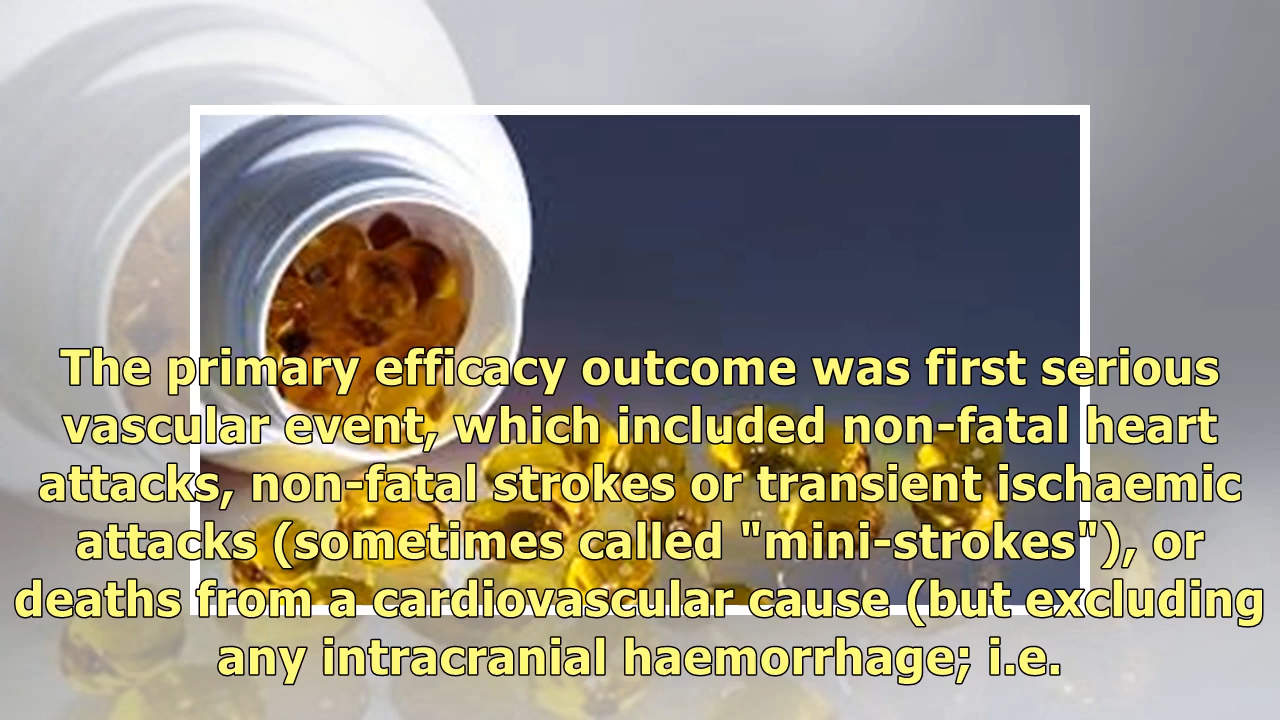 The primary efficacy outcome was first serious
vascular event, which included non-fatal heart
attacks, non-fatal strokes or transient ischaemic
attacks (sometimes called "mini-strokes"), or
deaths from a cardiovascular cause (but excluding
any intracranial haemorrhage; i.e.